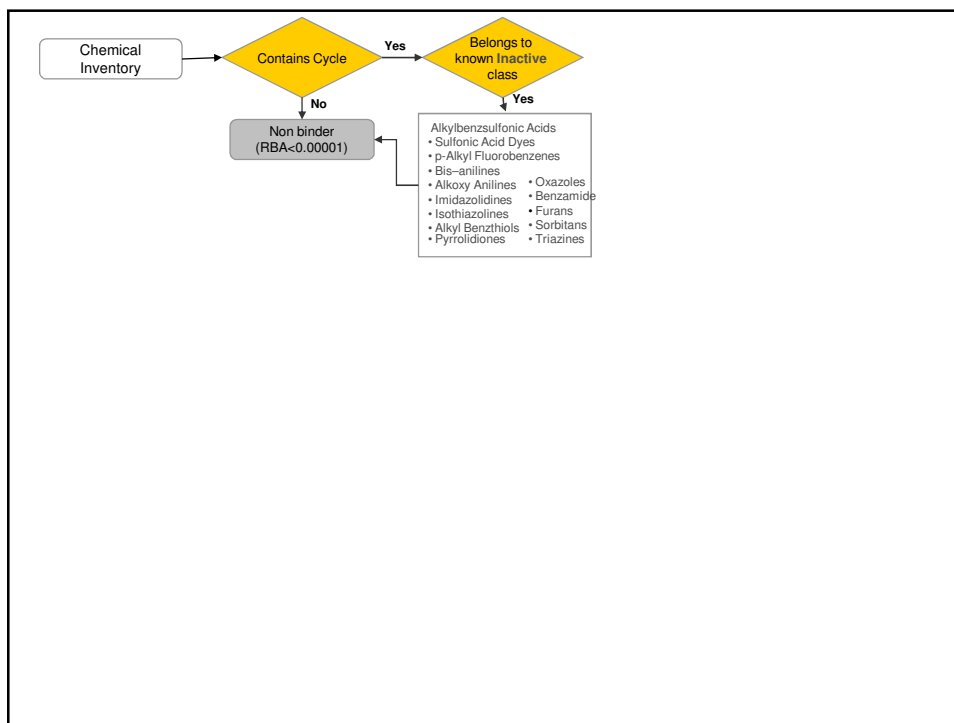 Chemical
Inventory
Contains Cycle
Yes
Belongs to
known Inactive
class
No
Yes
Non binder
(RBA<0.00001)
Alkylbenzsulfonic Acids
• Sulfonic Acid Dyes
• p-Alkyl Fluorobenzenes
• Bis–anilines
• Alkoxy Anilines
• Imidazolidines
• Isothiazolines
• Alkyl Benzthiols
• Pyrrolidiones
• Oxazoles
• Benzamide
• Furans
• Sorbitans
• Triazines